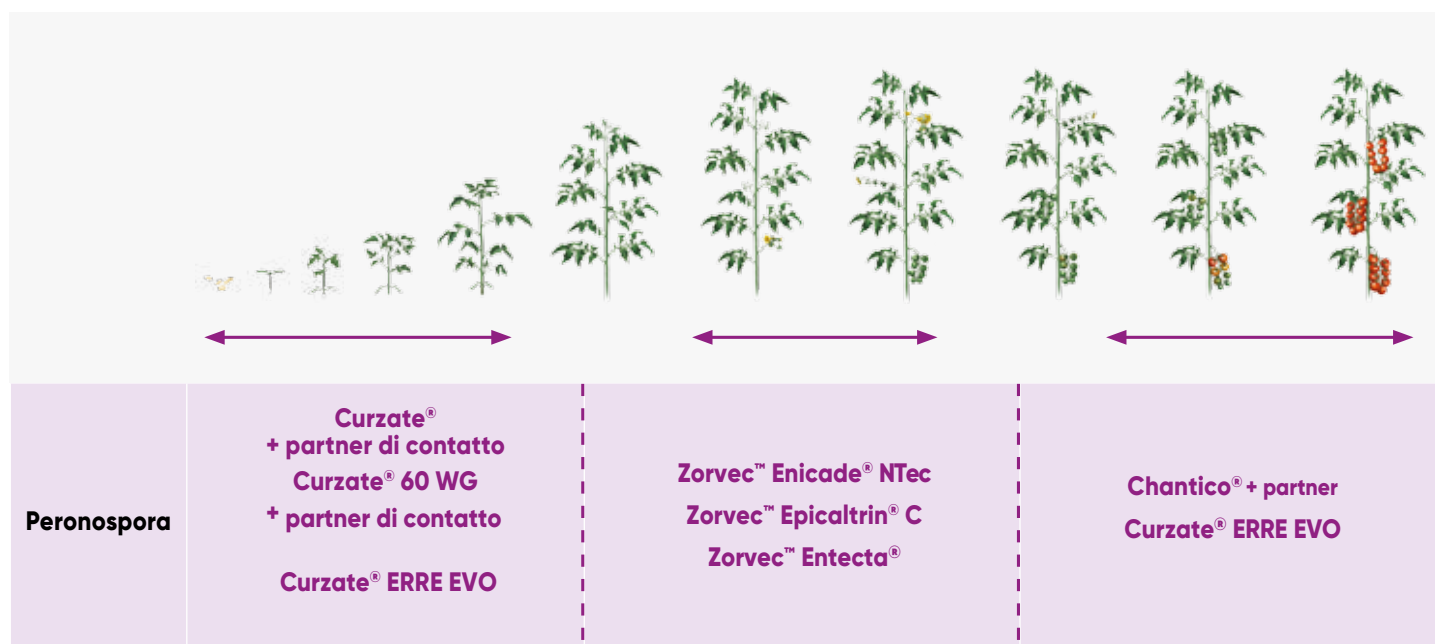 Peronospora
Curzate®
+ partner di contatto
Curzate® 60 WG
+ partner di contatto
Curzate® ERRE EVO
Zorvec™ Enicade® NTec
Zorvec™ Epicaltrin® C
Zorvec™ Entecta®
Chantico® + partner
Curzate® ERRE EVO